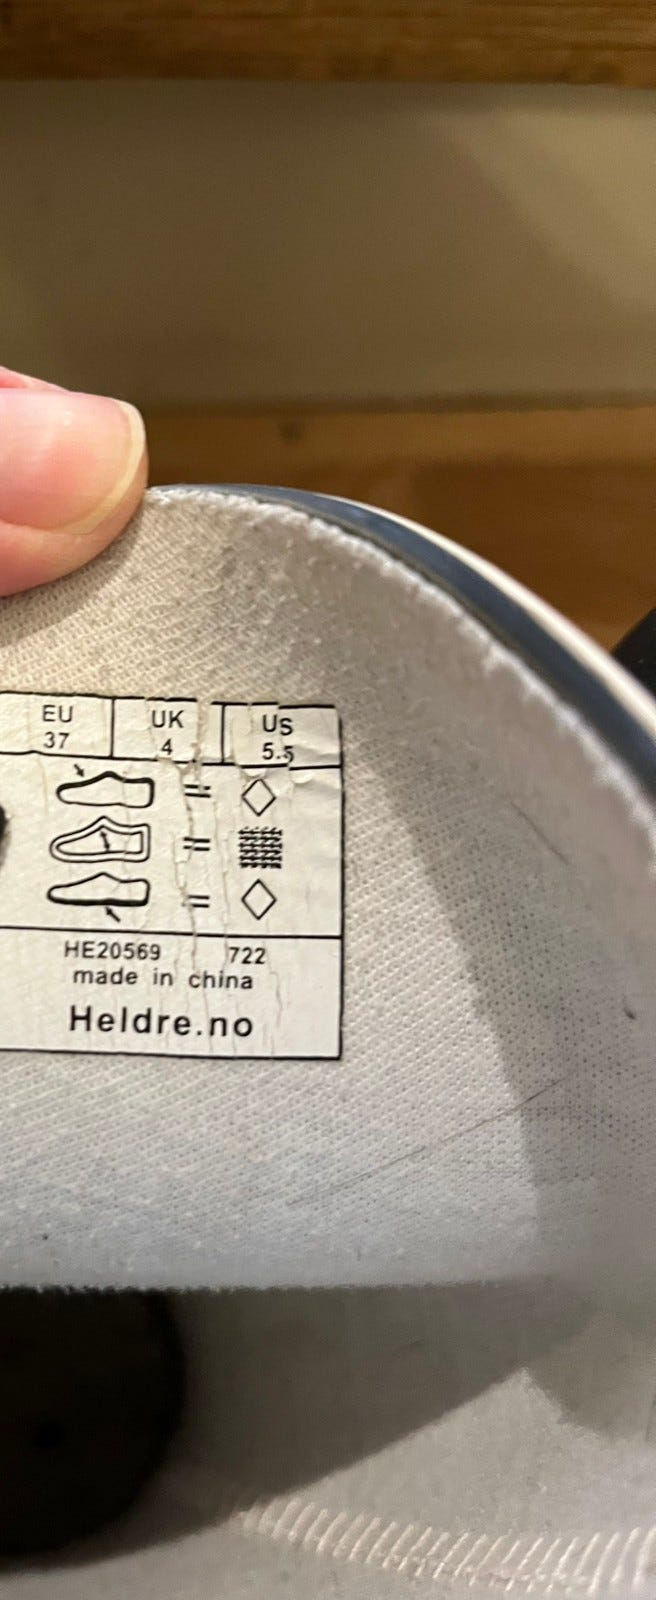 EU UK US
37 4 5.5
=
=
=
HE20569 722
made in china
Heldre.no